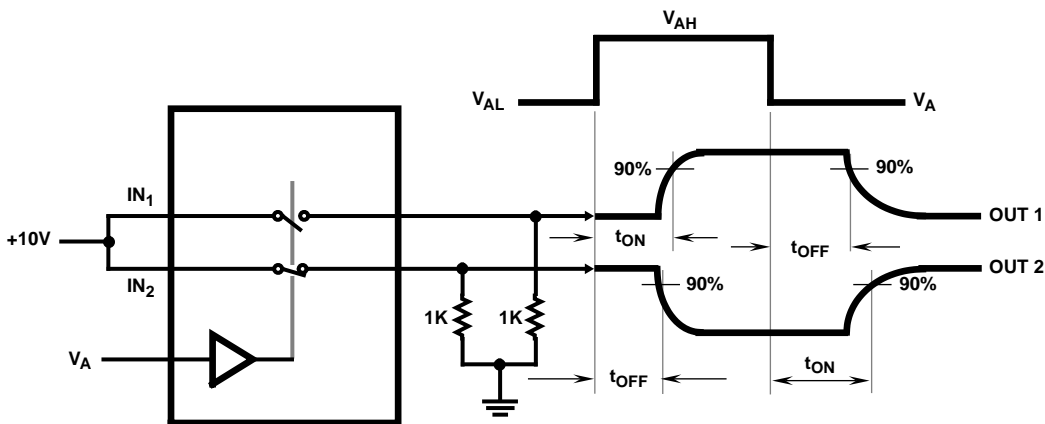 V_AH
V_AL
V_A
90%
90%
IN_1
OUT 1
+10V
t_ON
t_OFF
IN_2
OUT 2
90%
90%
1K
1K
V_A
t_OFF
t_ON